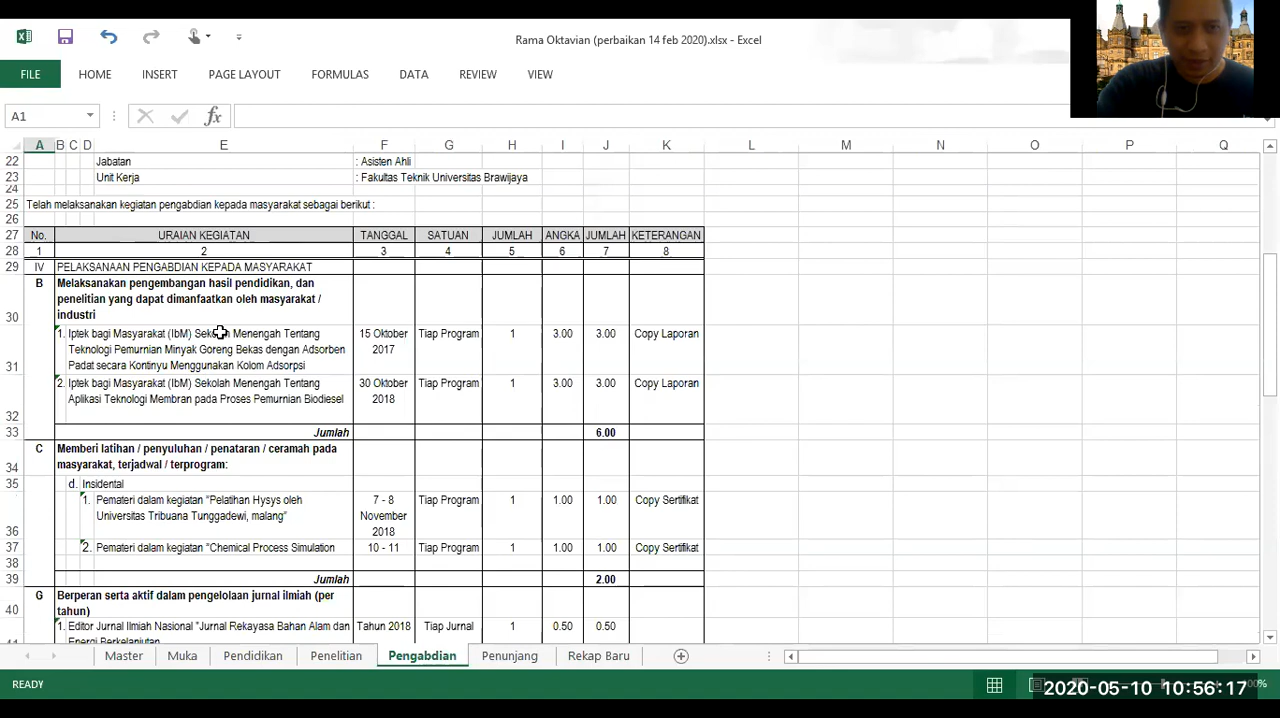 Rama Oktavian (perbaikan 14 feb 2020).xlsx - Excel
FILE HOME INSERT PAGE LAYOUT FORMULAS DATA REVIEW VIEW
A1 fx
A B C D E F G H I J K L M N O P Q
22 Jabatan : Asisten Ahli
23 Unit Kerja : Fakultas Teknik Universitas Brawijaya
24
25 Telah melaksanakan kegiatan pengabdian kepada masyarakat sebagai berikut :
26
27 No. URAIAN KEGIATAN TANGGAL SATUAN JUMLAH ANGKA JUMLAH KETERANGAN
28 1 2 3 4 5 6 7 8
29 IV PELAKSANAAN PENGABDIAN KEPADA MASYARAKAT
B Melaksanakan pengembangan hasil pendidikan, dan
penelitian yang dapat dimanfaatkan oleh masyarakat /
30 industri
1. Iptek bagi Masyarakat (IbM) Sekolah Menengah Tentang 15 Oktober Tiap Program 1 3.00 3.00 Copy Laporan
Teknologi Pemurnian Minyak Goreng Bekas dengan Adsorben 2017
31 Padat secara Kontinyu Menggunakan Kolom Adsorpsi
2. Iptek bagi Masyarakat (IbM) Sekolah Menengah Tentang 30 Oktober Tiap Program 1 3.00 3.00 Copy Laporan
Aplikasi Teknologi Membran pada Proses Pemurnian Biodiesel 2018
32
33 Jumlah 6.00
C Memberi latihan / penyuluhan / penataran / ceramah pada
34 masyarakat, terjadwal / terprogram:
35 d. Insidental
1. Pemateri dalam kegiatan "Pelatihan Hysys oleh 7 - 8 Tiap Program 1 1.00 1.00 Copy Sertifikat
Universitas Tribuana Tunggadewi, malang" November
36 2018
37 2. Pemateri dalam kegiatan "Chemical Process Simulation 10 - 11 Tiap Program 1 1.00 1.00 Copy Sertifikat
38
39 Jumlah 2.00
G Berperan serta aktif dalam pengelolaan jurnal ilmiah (per
40 tahun)
1. Editor Jurnal Ilmiah Nasional "Jurnal Rekayasa Bahan Alam dan Tahun 2018 Tiap Jurnal 1 0.50 0.50
Energi Berkelanjutan
Master Muka Pendidikan Penelitian Pengabdian Pununjang Rekap Baru
READY
2020-05-10 10:56:17